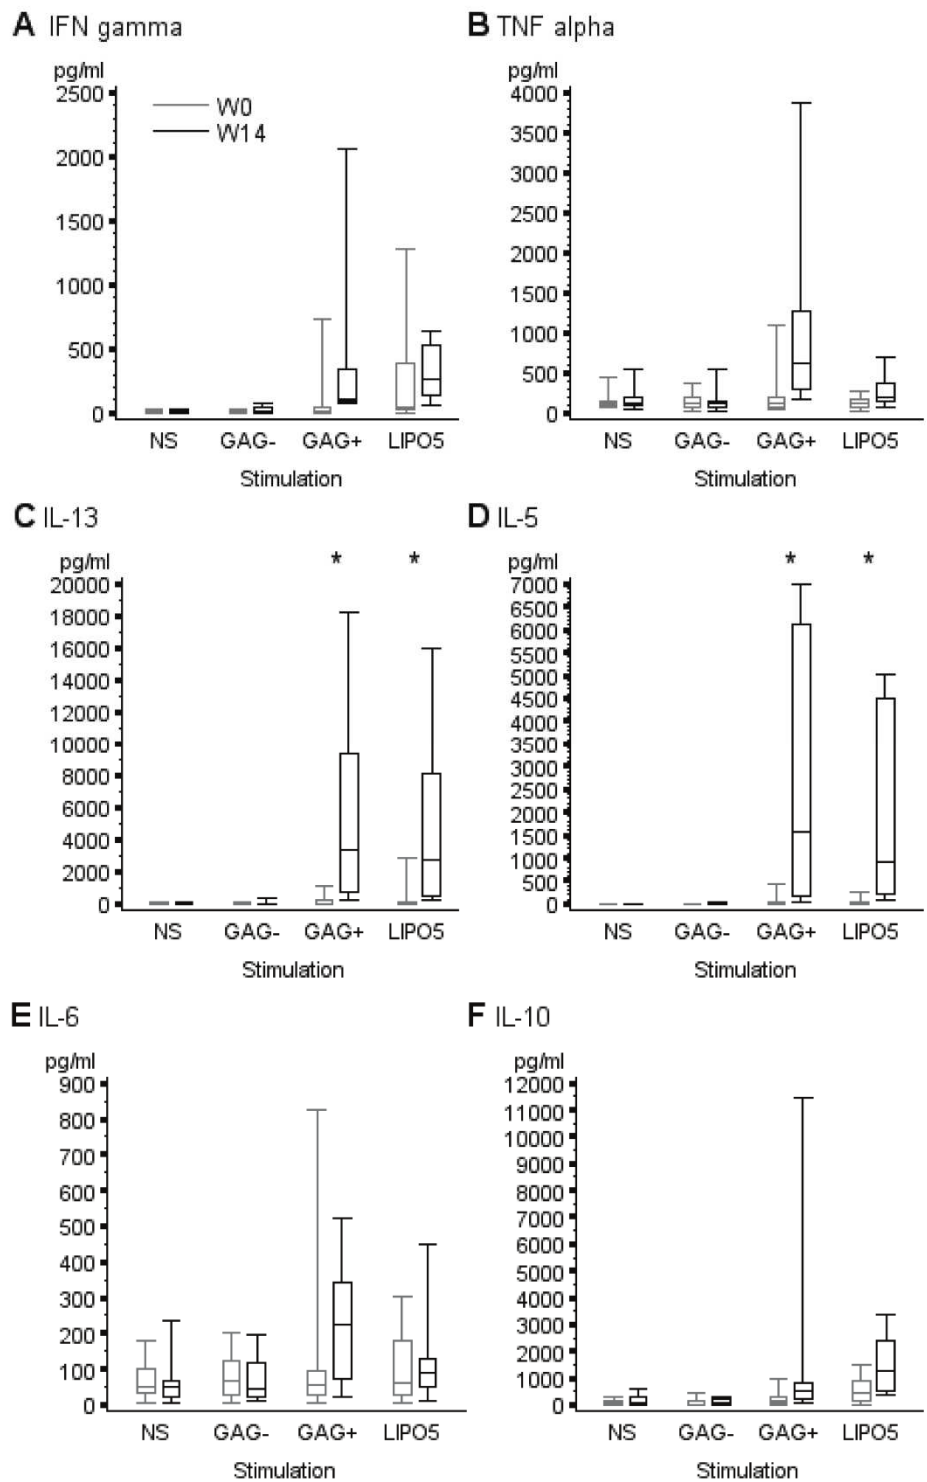 A IFN gamma
pg/ml
2500
2000
1500
1000
500
0
W0
W14
NS GAG- GAG+ LIPO5
Stimulation
B TNF alpha
pg/ml
4000
3500
3000
2500
2000
1500
1000
500
0
NS GAG- GAG+ LIPO5
Stimulation
C IL-13
pg/ml
* *
20000
18000
16000
14000
12000
10000
8000
6000
4000
2000
0
NS GAG- GAG+ LIPO5
Stimulation
D IL-5
pg/ml
* *
7000
6500
6000
5500
5000
4500
4000
3500
3000
2500
2000
1500
1000
500
0
NS GAG- GAG+ LIPO5
Stimulation
E IL-6
pg/ml
900
800
700
600
500
400
300
200
100
0
NS GAG- GAG+ LIPO5
Stimulation
F IL-10
pg/ml
12000
11000
10000
9000
8000
7000
6000
5000
4000
3000
2000
1000
0
NS GAG- GAG+ LIPO5
Stimulation